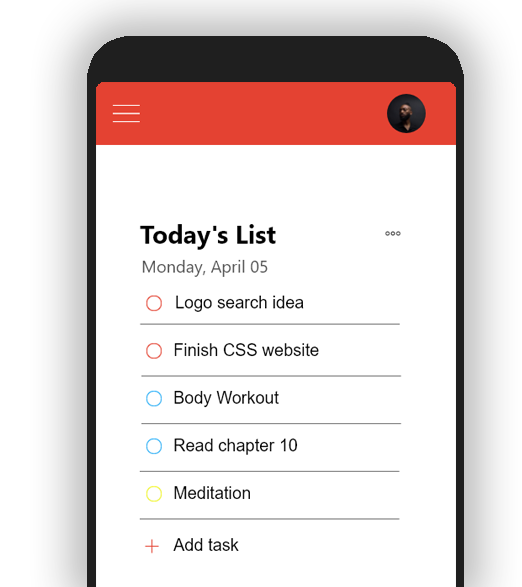 Today's List
Monday, April 05
Logo search idea
Finish CSS website
Body Workout
Read chapter 10
Meditation
Add task